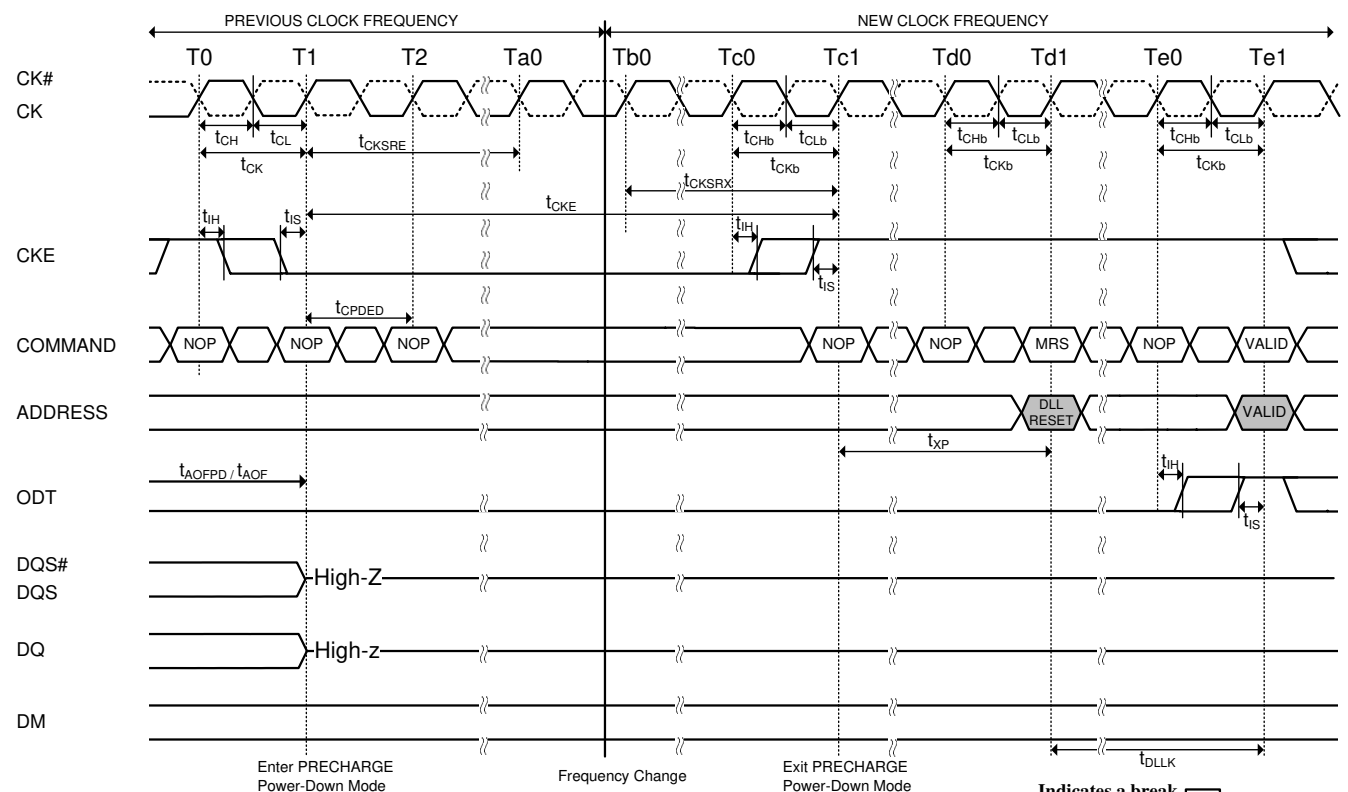 PREVIOUS CLOCK FREQUENCY NEW CLOCK FREQUENCY
T0 T1 T2 Ta0 Tb0 Tc0 Tc1 Td0 Td1 Te0 Te1
CK#
CK
tCH tCL tCKSRE tCHb tCLb tCHb tCLb tCHb tCLb
tCK tCKb tCKb tCKb
tCKSRX
tCKE
tIH tIS tIH
CKE
tIS
tCPDED
COMMAND NOP NOP NOP NOP NOP MRS NOP VALID
ADDRESS DLL RESET VALID
tXP
tAOFPD / tAOF tIH
ODT
tIS
DQS#
DQS
High-Z
DQ High-z
DM
tDLLK
Enter PRECHARGE
Power-Down Mode
Frequency Change
Exit PRECHARGE
Power-Down Mode
Indicates a break